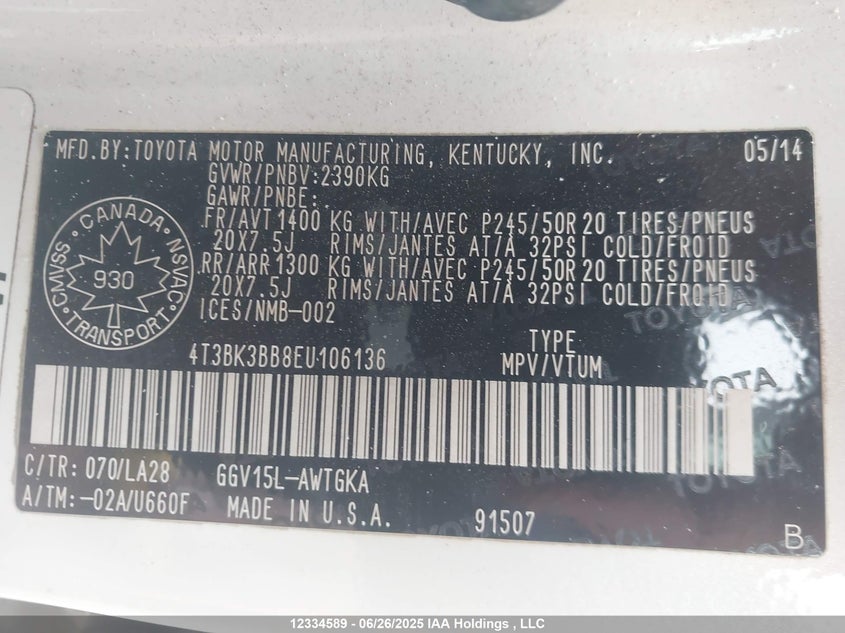 MFD.BY:TOYOTA MOTOR MANUFACTURING, KENTUCKY, INC. 05/14
GVWR/PNBV:2390KG
GAWR/PNBE:
FR/AVT 1400 KG WITH/AVEC P245/50R20 TIRES/PNEUS
20X7.5J RIMS/JANTES AT/À 32PSI COLD/FROID
RR/ARR 1300 KG WITH/AVEC P245/50R20 TIRES/PNEUS
20X7.5J RIMS/JANTES AT/À 32PSI COLD/FROID
ICES/NMB-002
CANADA
CMVSS 930 NSVAC
TRANSPORT
4T3BK3BB8EU106136
TYPE
MPV/VTUM
C/TR: 070/LA28 GGV15L-AWTGKA
A/TM:-02A/U660F MADE IN U.S.A. 91507
B
TOYOTA
TOYOTA
12334589 - 06/26/2025 IAA Holdings , LLC